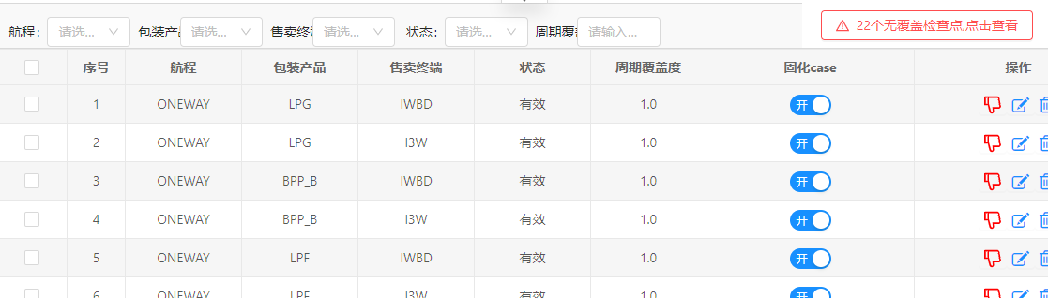 航程: 请选... 包装产 请选... 售卖终 请选... 状态: 请选... 周期覆 请输入... 22个无覆盖检查点,点击查看
序号 航程 包装产品 售卖终端 状态 周期覆盖度 固化case 操作
1 ONEWAY LPG IW8D 有效 1.0 开
2 ONEWAY LPG I3W 有效 1.0 开
3 ONEWAY BFP_B IW8D 有效 1.0 开
4 ONEWAY BFP_B I3W 有效 1.0 开
5 ONEWAY LPF IW8D 有效 1.0 开
6 ONEWAY LPF I3W 有效 1.0 开